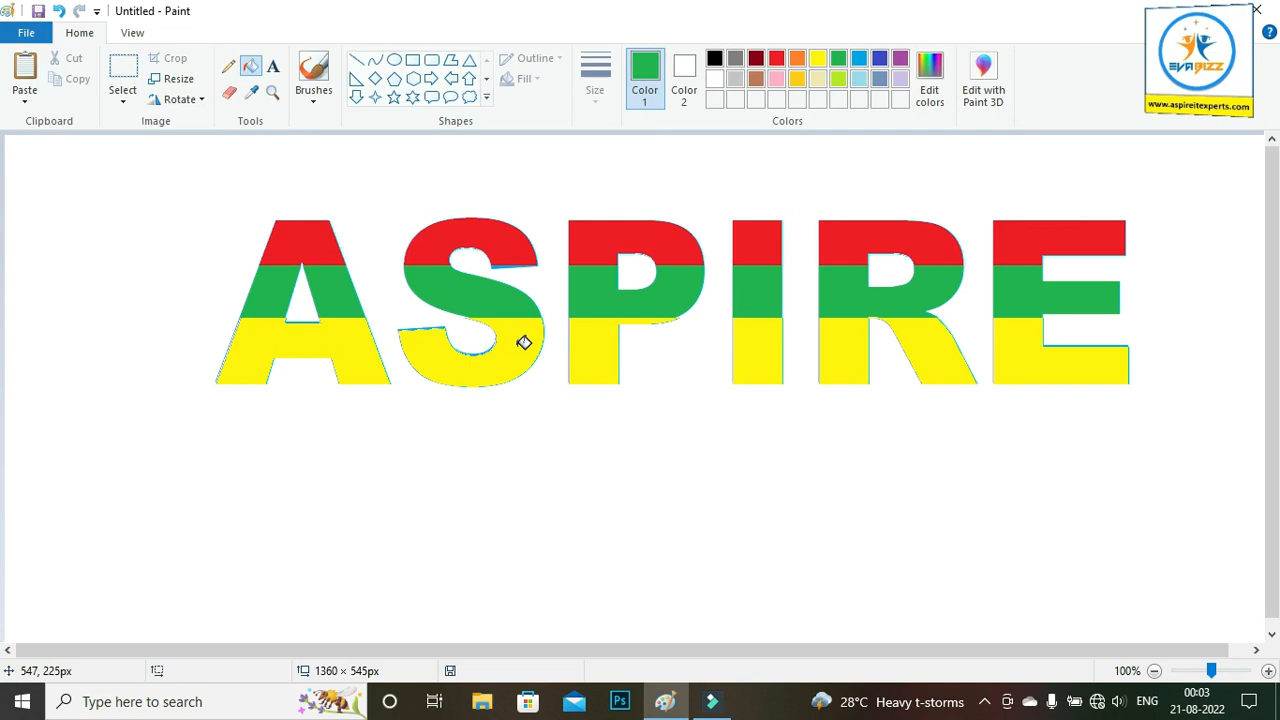 Untitled - Paint
File Home View
Paste
Cut
Copy
Clipboard
Select
Crop
Resize
Rotate
Image
A
Tools
Brushes
Shapes
Outline
Fill
Size
Color 1
Color 2
Edit colors
Colors
Edit with Paint 3D
EVABIZZ
www.aspireitexperts.com
ASPIRE
547, 225px
1360 × 545px
100%
Type here to search
Ps
28°C Heavy t-storms
ENG
00:03
21-08-2022